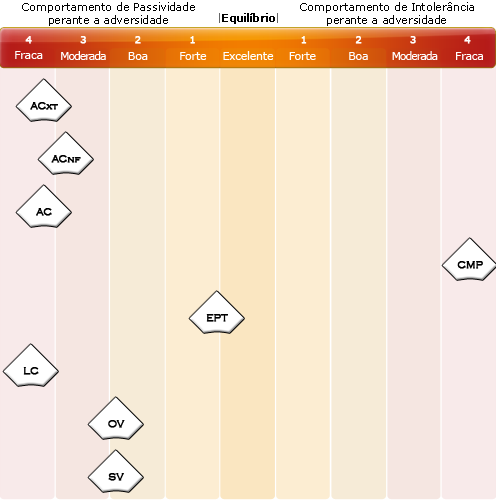 Comportamento de Passividade
perante a adversidade
|Equilíbrio|
Comportamento de Intolerância
perante a adversidade
4 3 2 1 1 2 3 4
Fraca Moderada Boa Forte Excelente Forte Boa Moderada Fraca
ACXT
ACNF
AC
CMP
EPT
LC
OV
SV